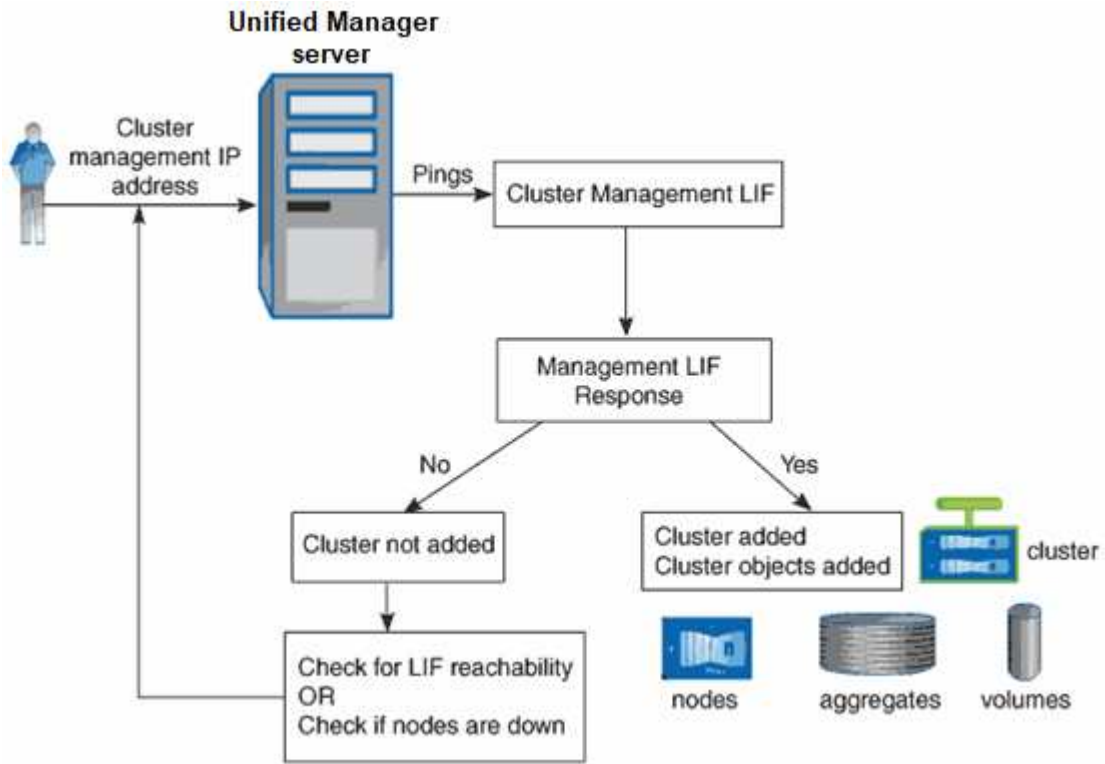 Unified Manager
server
Cluster
management IP
address
Pings
Cluster Management LIF
Management LIF
Response
No
Yes
Cluster not added
Cluster added
Cluster objects added
cluster
Check for LIF reachability
OR
Check if nodes are down
nodes
aggregates
volumes